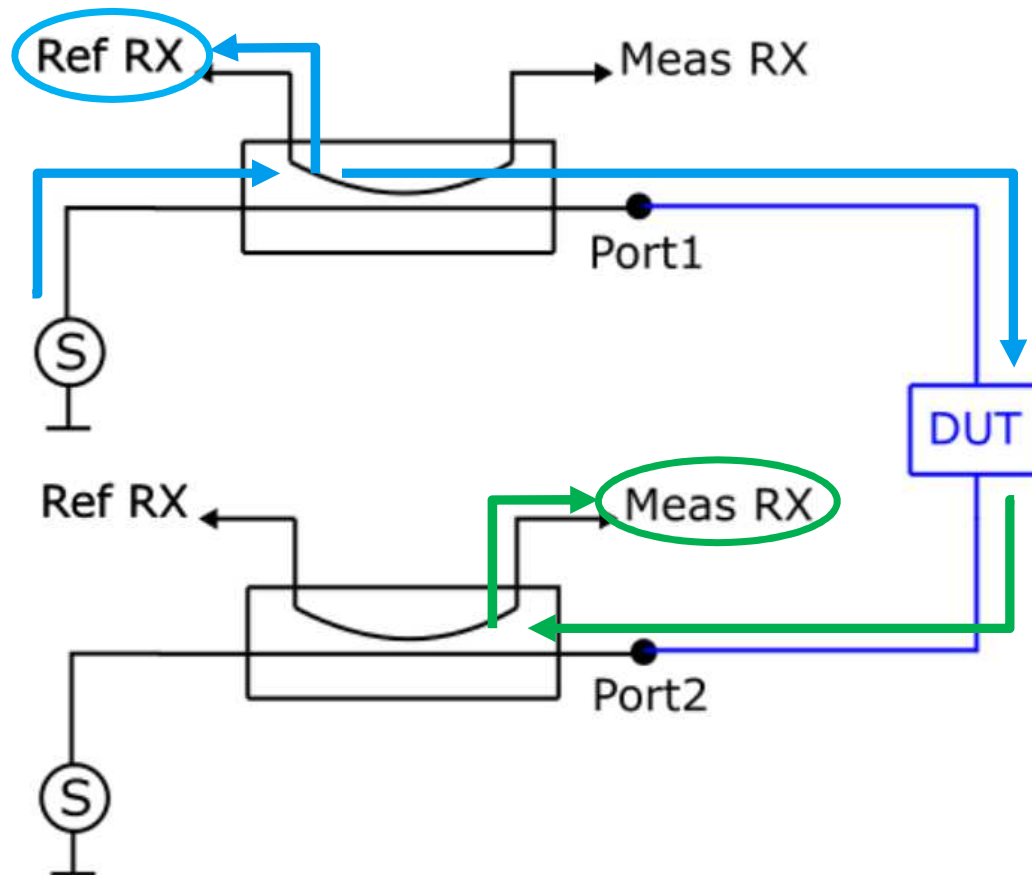 Ref RX
Meas RX
Port1
S
DUT
Ref RX
Meas RX
Port2
S